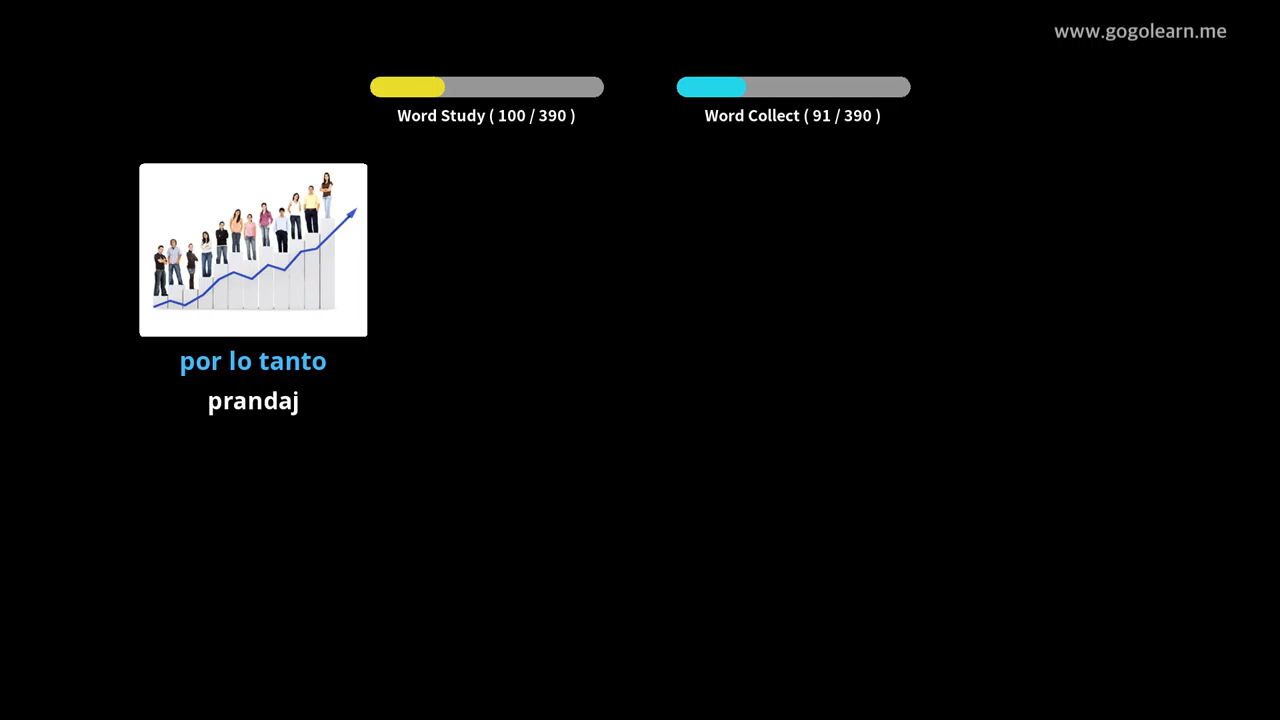 www.gogolearn.me
Word Study ( 100 / 390 )
Word Collect ( 91 / 390 )
por lo tanto
prandaj